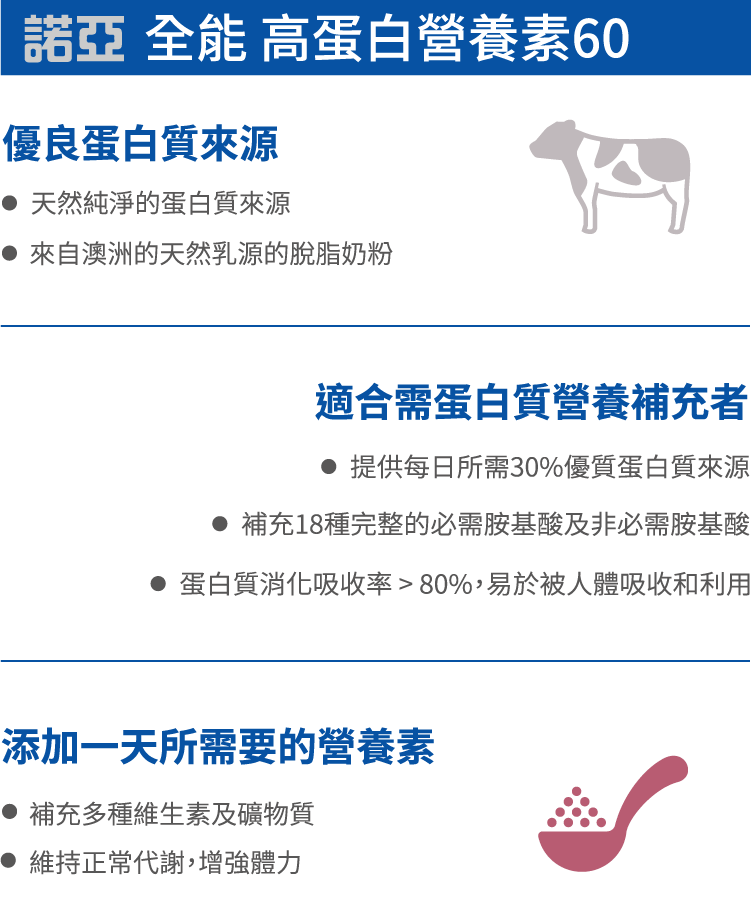 諾亞 全能 高蛋白營養素60
優良蛋白質來源
● 天然純淨的蛋白質來源
● 來自澳洲的天然乳源的脫脂奶粉
適合需蛋白質營養補充者
● 提供每日所需30%優質蛋白質來源
● 補充18種完整的必需胺基酸及非必需胺基酸
● 蛋白質消化吸收率 > 80%，易於被人體吸收和利用
添加一天所需要的營養素
● 補充多種維生素及礦物質
● 維持正常代謝，增強體力